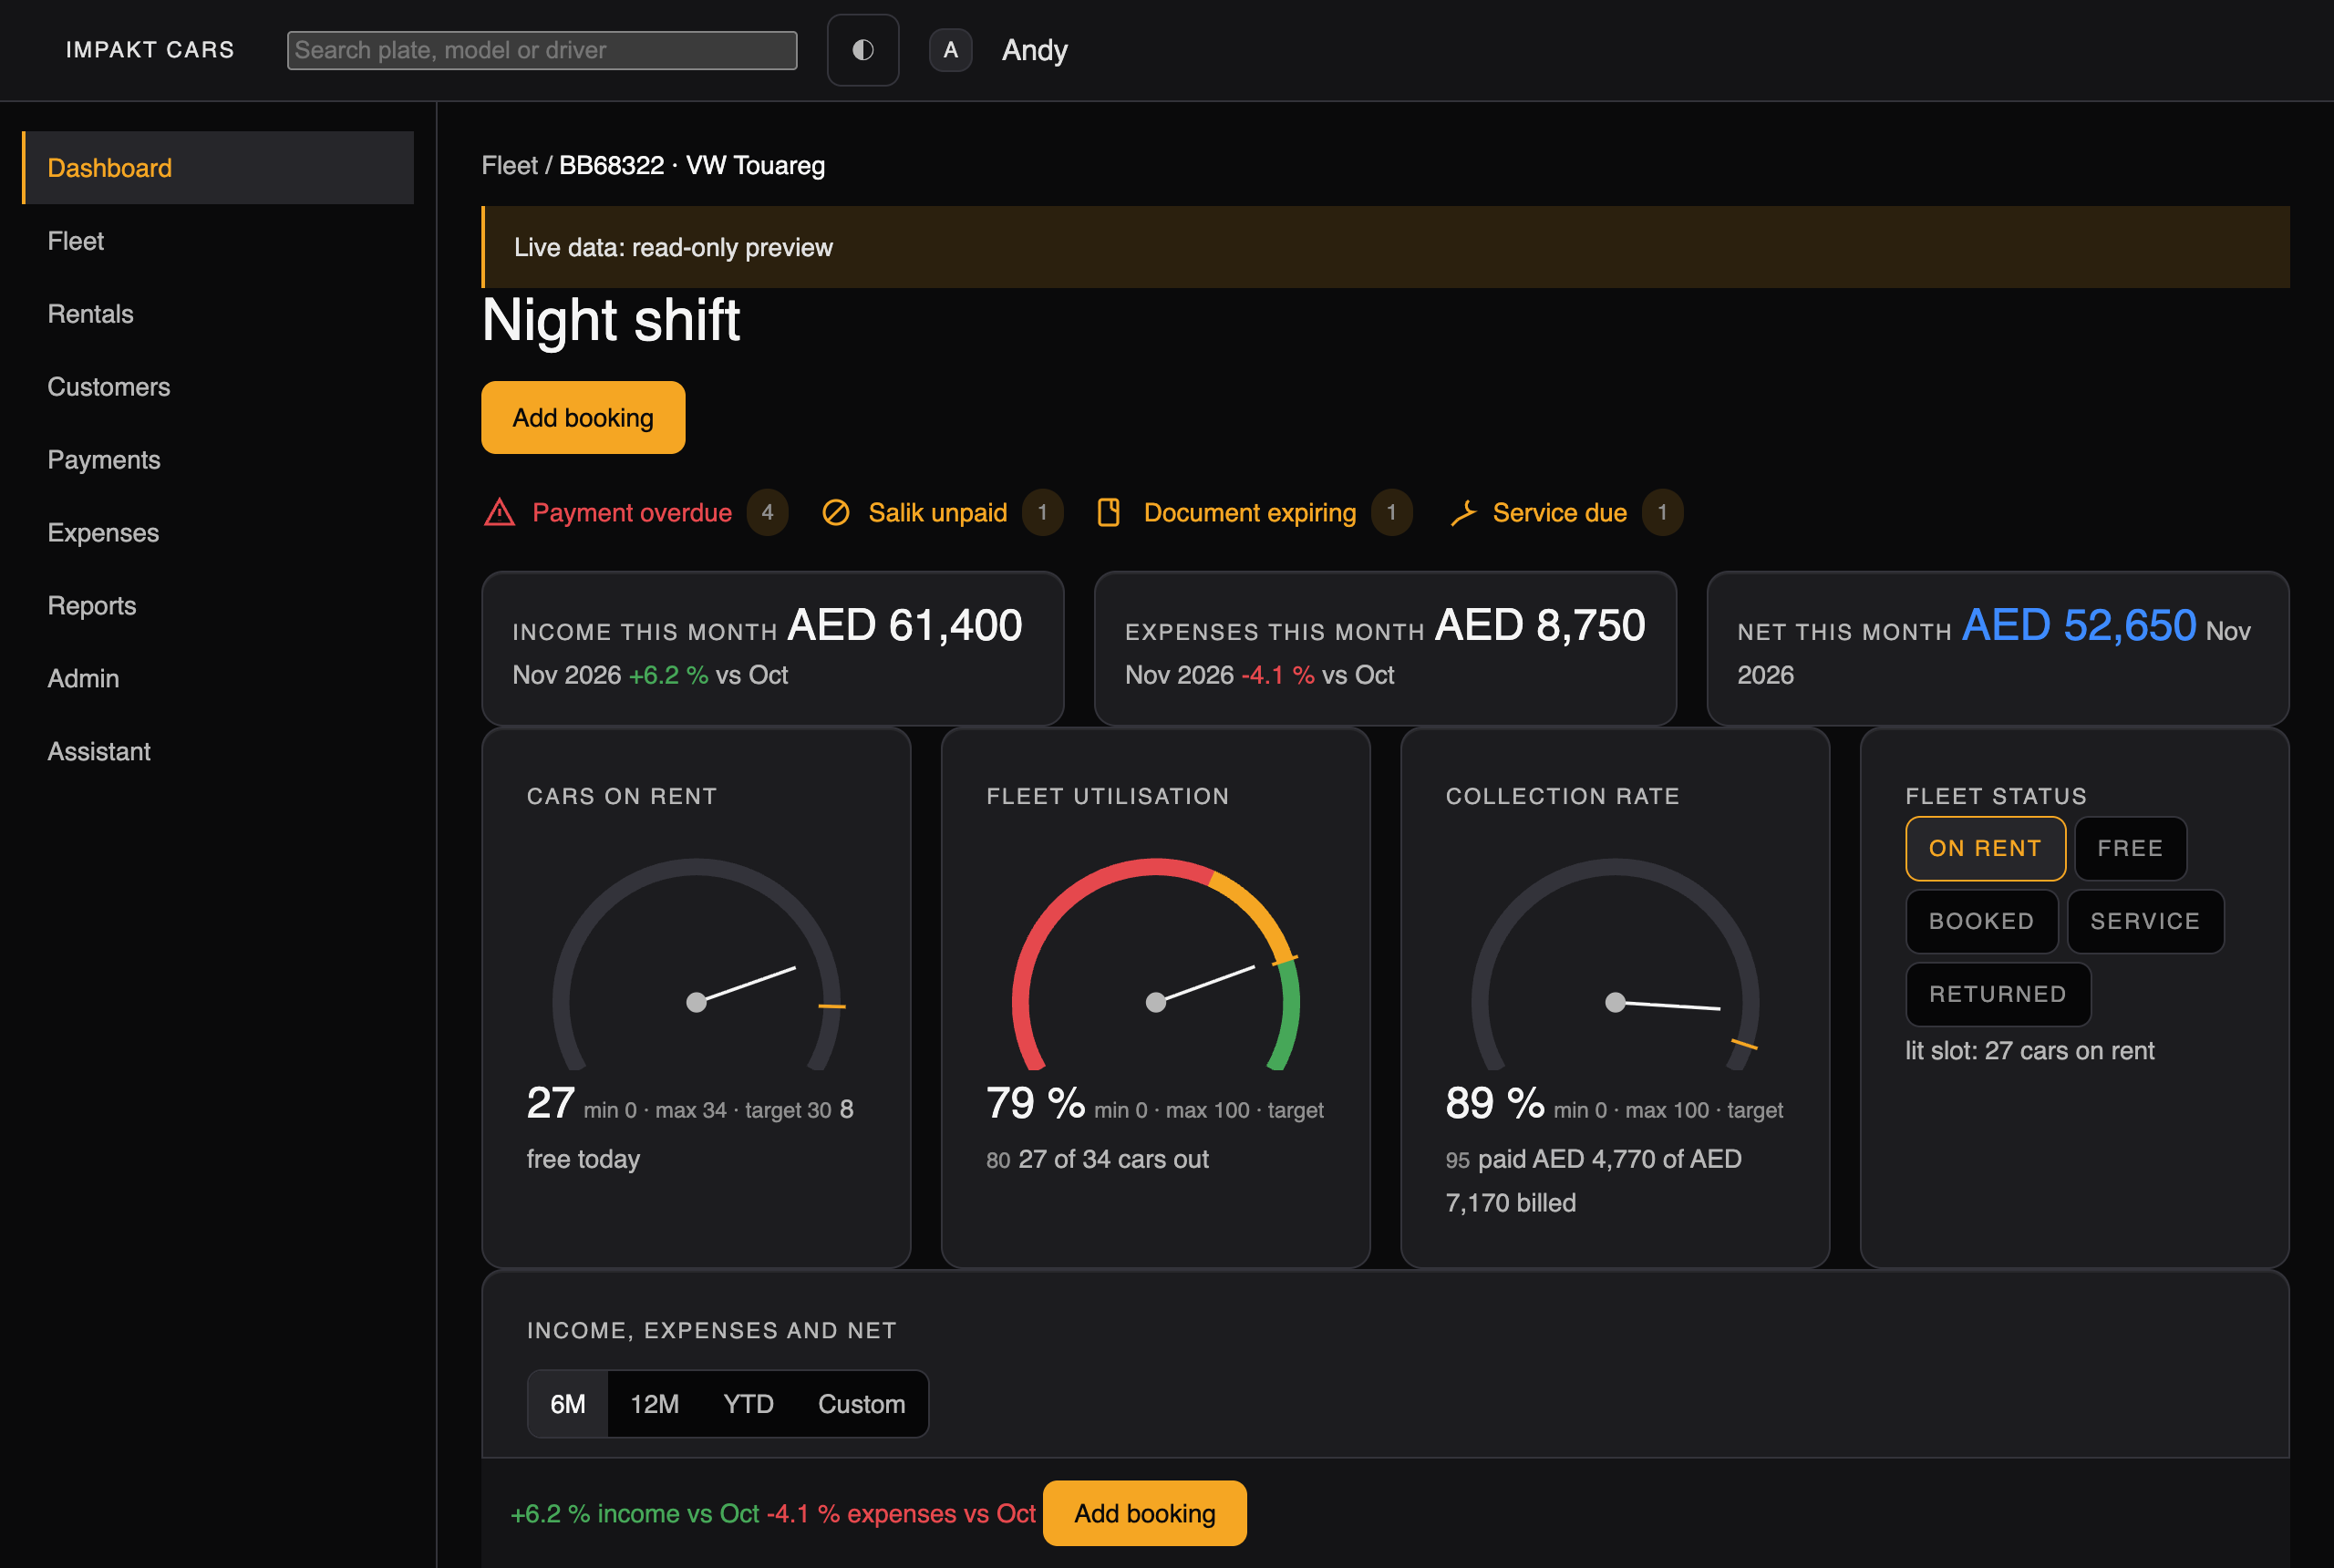 IMPAKT CARS
Search plate, model or driver
A
Andy
Dashboard
Fleet
Rentals
Customers
Payments
Expenses
Reports
Admin
Assistant
Fleet / BB68322 · VW Touareg
Live data: read-only preview
Night shift
Add booking
Payment overdue 4
Salik unpaid 1
Document expiring 1
Service due 1
INCOME THIS MONTH AED 61,400
Nov 2026 +6.2 % vs Oct
EXPENSES THIS MONTH AED 8,750
Nov 2026 -4.1 % vs Oct
NET THIS MONTH AED 52,650 Nov
2026
CARS ON RENT
27 min 0 · max 34 · target 30 8
free today
FLEET UTILISATION
79 % min 0 · max 100 · target
80 27 of 34 cars out
COLLECTION RATE
89 % min 0 · max 100 · target
95 paid AED 4,770 of AED
7,170 billed
FLEET STATUS
ON RENT FREE
BOOKED SERVICE
RETURNED
lit slot: 27 cars on rent
INCOME, EXPENSES AND NET
6M 12M YTD Custom
+6.2 % income vs Oct -4.1 % expenses vs Oct Add booking